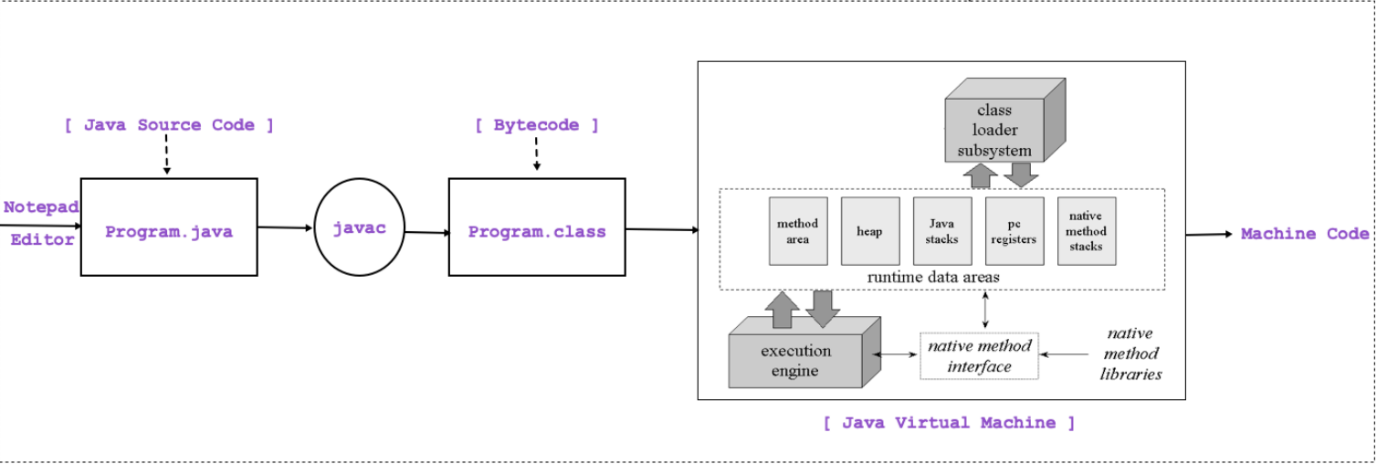 [ Java Source Code ]
[ Bytecode ]
Notepad
Editor
Program.java
javac
Program.class
class
loader
subsystem
method
area
heap
Java
stacks
pc
registers
native
method
stacks
runtime data areas
execution
engine
native method
interface
native
method
libraries
[ Java Virtual Machine ]
Machine Code